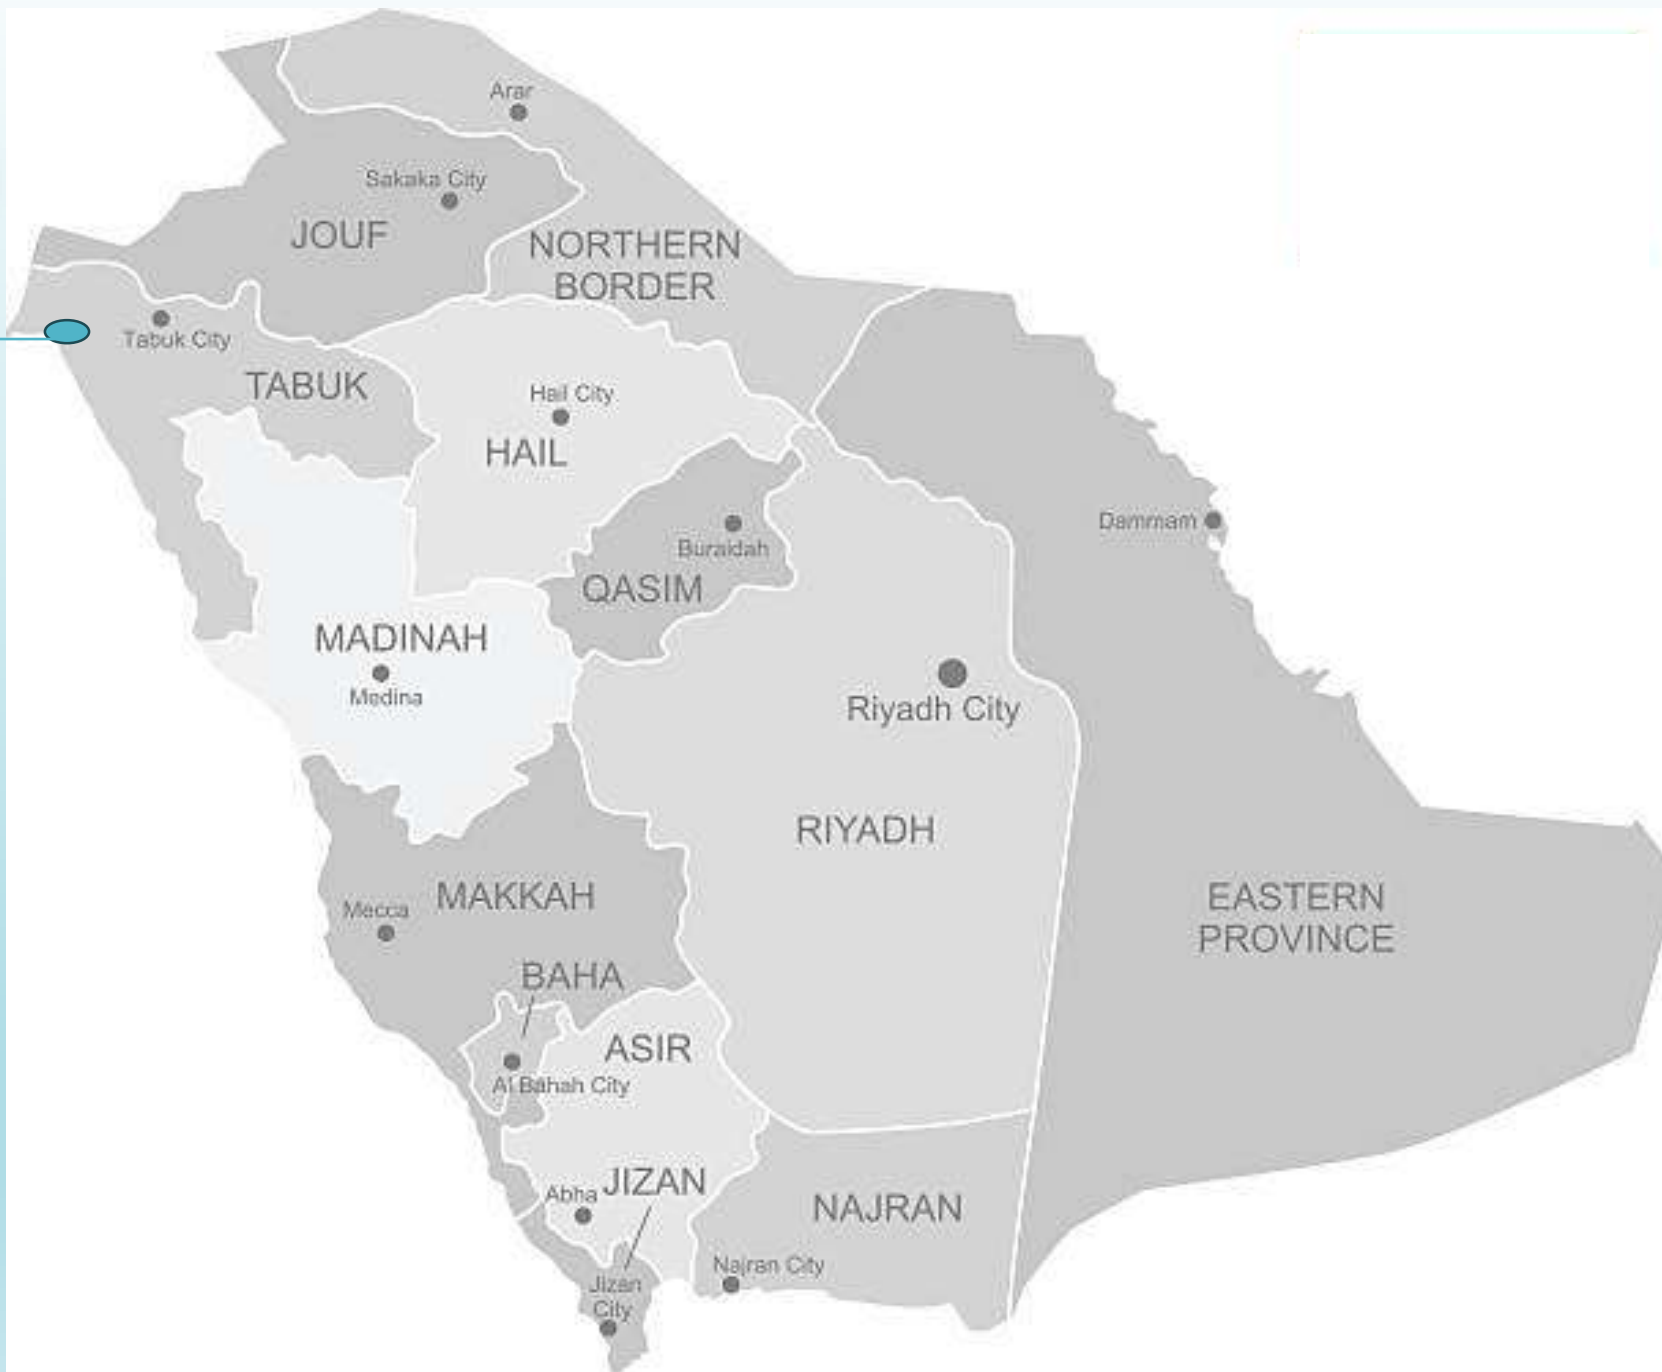 Arar
Sakaka City
JOUF
NORTHERN
BORDER
Tabuk City
TABUK
Hail City
HAIL
Dammam
Buraidah
QASIM
MADINAH
Medina
Riyadh City
RIYADH
MAKKAH
Mecca
EASTERN
PROVINCE
BAHA
ASIR
Al Bahah City
JIZAN
Abha
NAJRAN
Najran City
Jizan
City